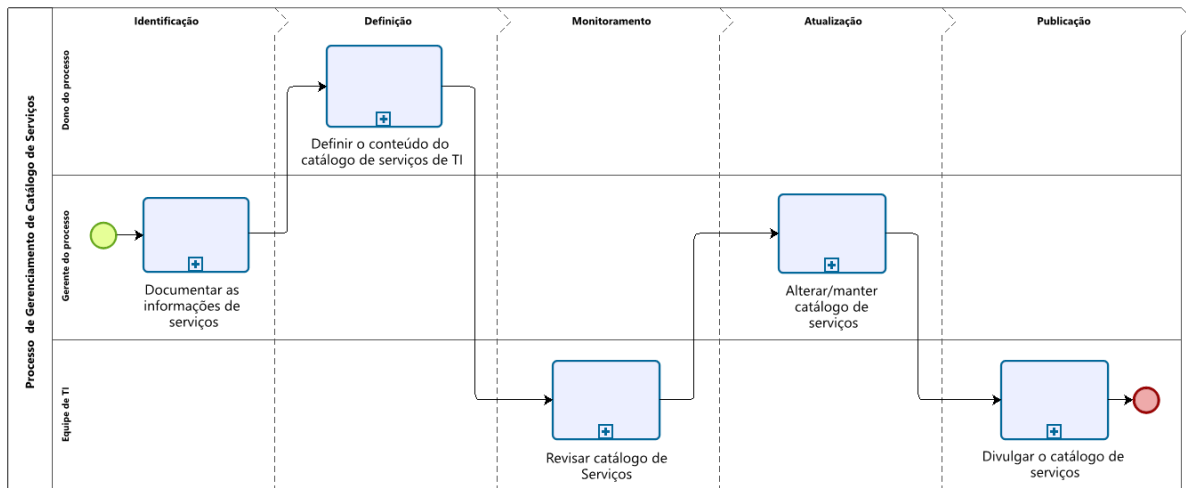 Processo de Gerenciamento de Catálogo de Serviços
Identificação
Definição
Monitoramento
Atualização
Publicação
Dono do processo
Definir o conteúdo do
catálogo de serviços de TI
Gerente do processo
Documentar as
informações de
serviços
Alterar/manter
catálogo de
serviços
Equipe de TI
Revisar catálogo de
Serviços
Divulgar o catálogo de
serviços